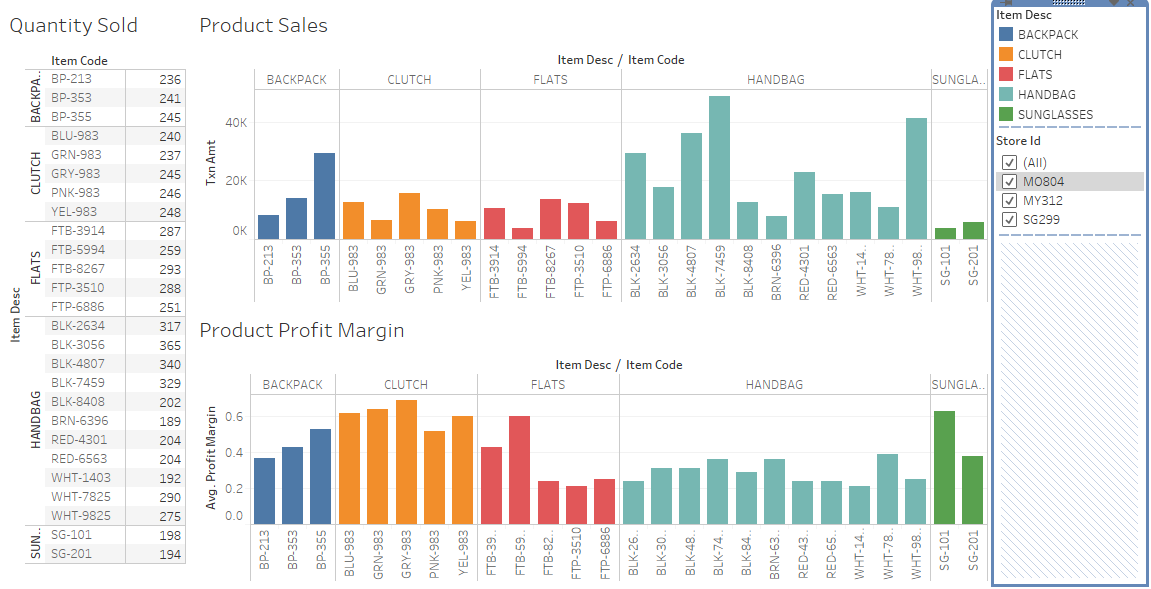 Quantity Sold
Item Code
Item Desc
BACKPA..
BP-213 236
BP-353 241
BP-355 245
CLUTCH
BLU-983 240
GRN-983 237
GRY-983 245
PNK-983 246
YEL-983 248
FLATS
FTB-3914 287
FTB-5994 259
FTB-8267 293
FTP-3510 288
FTP-6886 251
HANDBAG
BLK-2634 317
BLK-3056 365
BLK-4807 340
BLK-7459 329
BLK-8408 202
BRN-6396 189
RED-4301 204
RED-6563 204
WHT-1403 192
WHT-7825 290
WHT-9825 275
SUN..
SG-101 198
SG-201 194
Product Sales
Item Desc / Item Code
BACKPACK CLUTCH FLATS HANDBAG SUNGLA..
Txn Amt
40K
20K
0K
BP-213 BP-353 BP-355 BLU-983 GRN-983 GRY-983 PNK-983 YEL-983 FTB-3914 FTB-5994 FTB-8267 FTP-3510 FTP-6886 BLK-2634 BLK-3056 BLK-4807 BLK-7459 BLK-8408 BRN-6396 RED-4301 RED-6563 WHT-14.. WHT-78.. WHT-98.. SG-101 SG-201
Product Profit Margin
Item Desc / Item Code
BACKPACK CLUTCH FLATS HANDBAG SUNGLA..
Avg. Profit Margin
0.6
0.4
0.2
0.0
BP-213 BP-353 BP-355 BLU-983 GRN-983 GRY-983 PNK-983 YEL-983 FTB-39.. FTB-59.. FTB-82.. FTP-3510 FTP-6886 BLK-26.. BLK-30.. BLK-48.. BLK-74.. BLK-84.. BRN-63.. RED-43.. RED-65.. WHT-14.. WHT-78.. WHT-98.. SG-101 SG-201
Item Desc
BACKPACK
CLUTCH
FLATS
HANDBAG
SUNGLASSES
Store Id
(All)
MO804
MY312
SG299